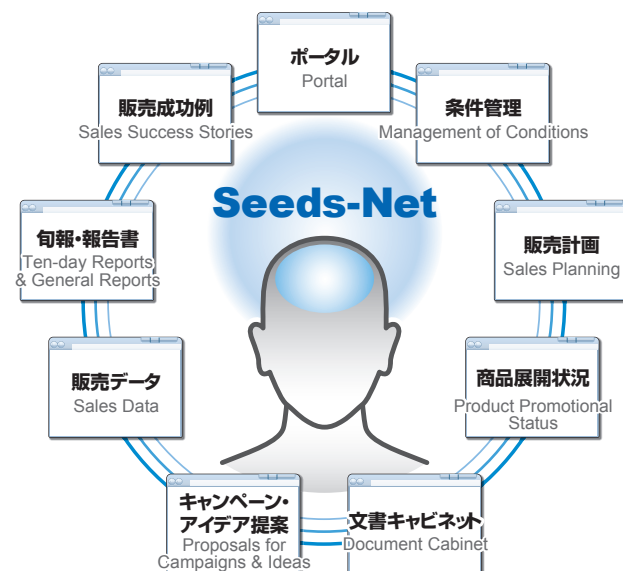 ポータル
Portal
販売成功例
Sales Success Stories
条件管理
Management of Conditions
Seeds-Net
旬報・報告書
Ten-day Reports
& General Reports
販売計画
Sales Planning
販売データ
Sales Data
商品展開状況
Product Promotional
Status
キャンペーン・
アイデア提案
Proposals for
Campaigns & Ideas
文書キャビネット
Document Cabinet